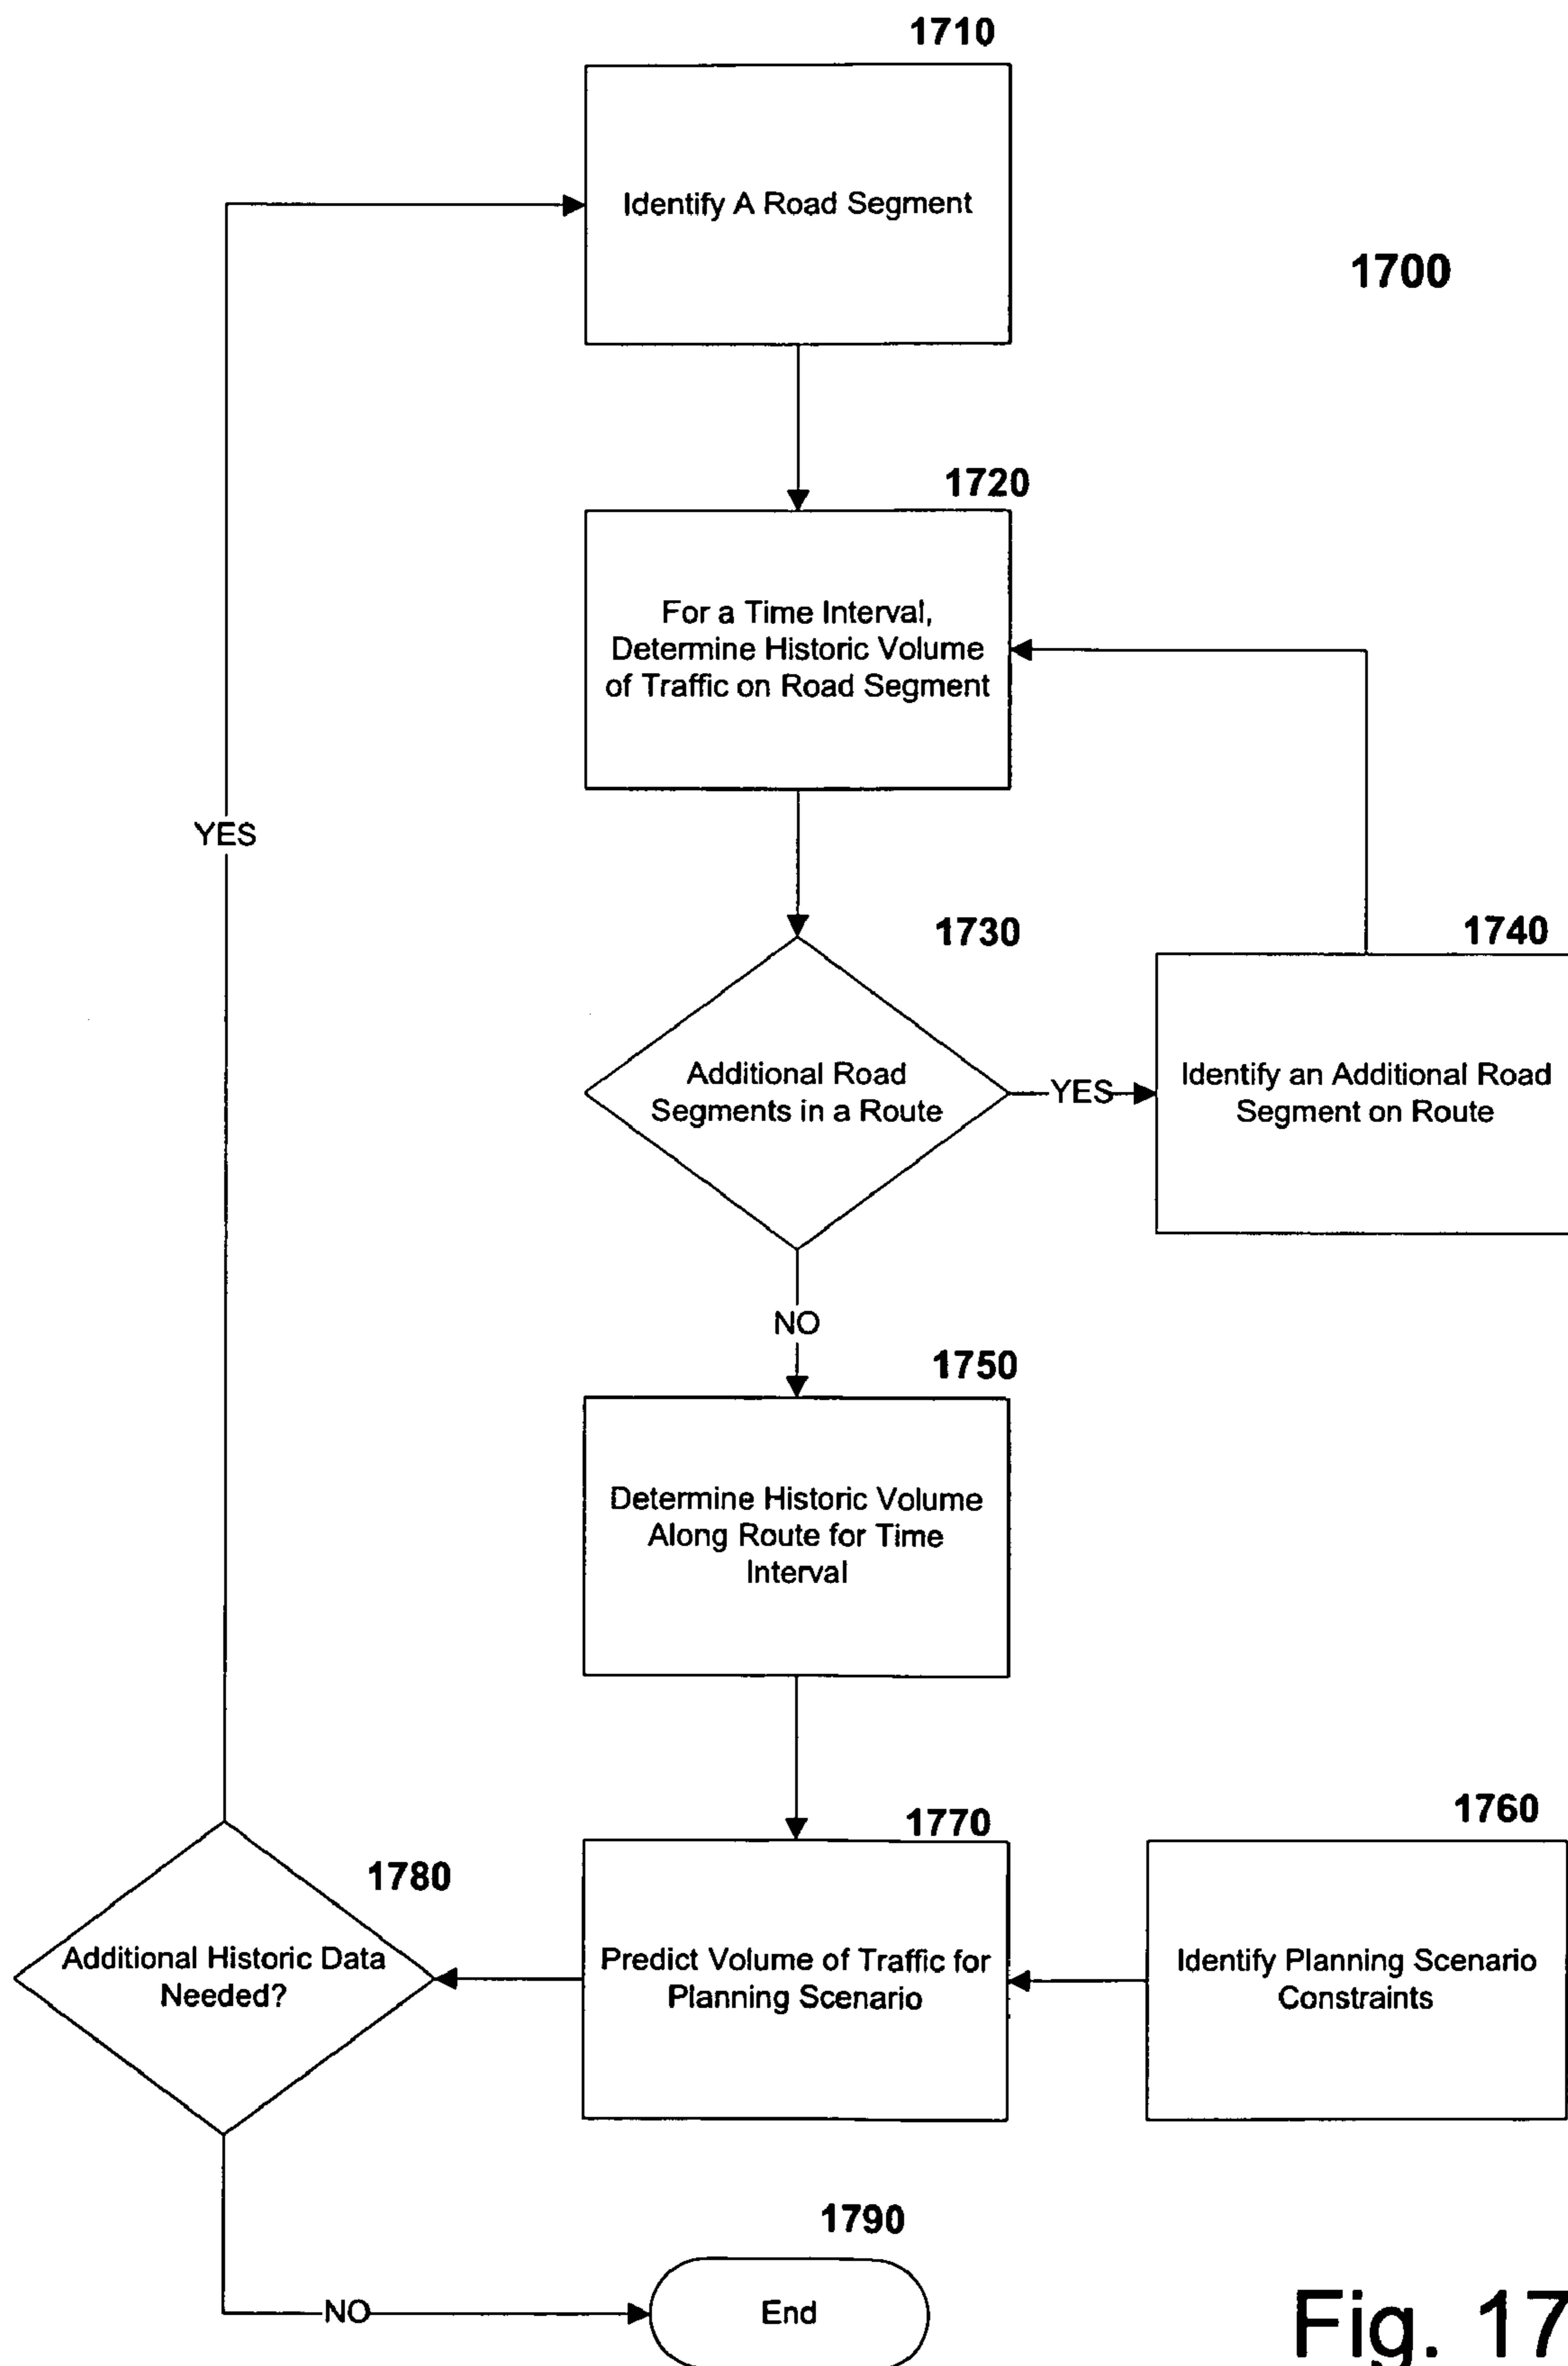 1710
Identify A Road Segment
1700
1720
For a Time Interval,
Determine Historic Volume
of Traffic on Road Segment
YES
1730
1740
Additional Road
Segments in a Route
YES
Identify an Additional Road
Segment on Route
NO
1750
Determine Historic Volume
Along Route for Time
Interval
1760
1770
1780
Additional Historic Data
Needed?
Predict Volume of Traffic for
Planning Scenario
Identify Planning Scenario
Constraints
1790
NO
End
Fig. 17